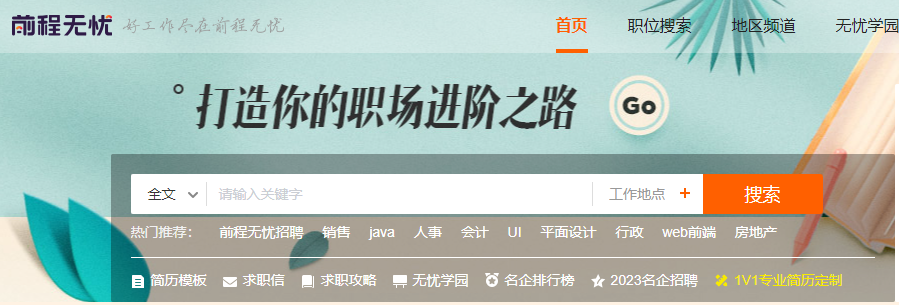 前程无忧 好工作尽在前程无忧 首页 职位搜索 地区频道 无忧学园
打造你的职场进阶之路 Go
全文 请输入关键字 工作地点 + 搜索
热门推荐： 前程无忧招聘 销售 java 人事 会计 UI 平面设计 行政 web前端 房地产
简历模板 求职信 求职攻略 无忧学园 名企排行榜 2023名企招聘 1V1专业简历定制